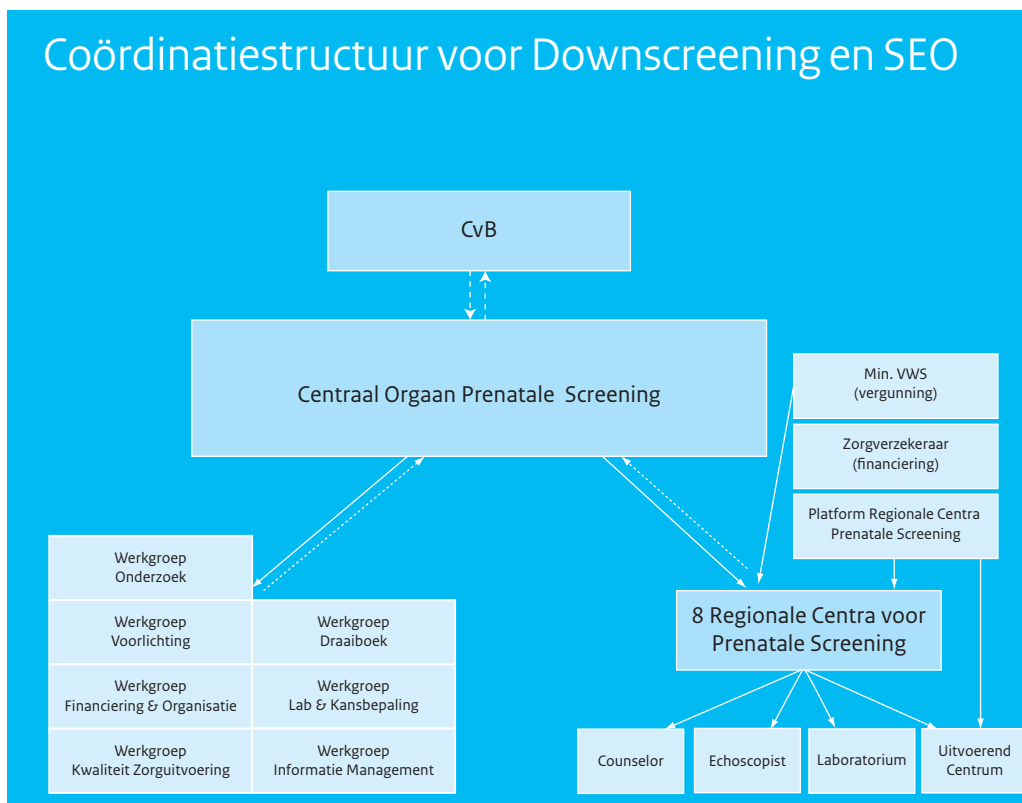 Coördinatiestructuur voor Downscreening en SEO
CvB
Centraal Orgaan Prenatale Screening
Min. VWS
(vergunning)
Zorgverzekeraar
(financiering)
Platform Regionale Centra
Prenatale Screening
Werkgroep
Onderzoek
Werkgroep
Voorlichting
Werkgroep
Draaiboek
Werkgroep
Financiering & Organisatie
Werkgroep
Lab & Kansbepaling
Werkgroep
Kwaliteit Zorguitvoering
Werkgroep
Informatie Management
8 Regionale Centra voor
Prenatale Screening
Counselor
Echoscopist
Laboratorium
Uitvoerend
Centrum